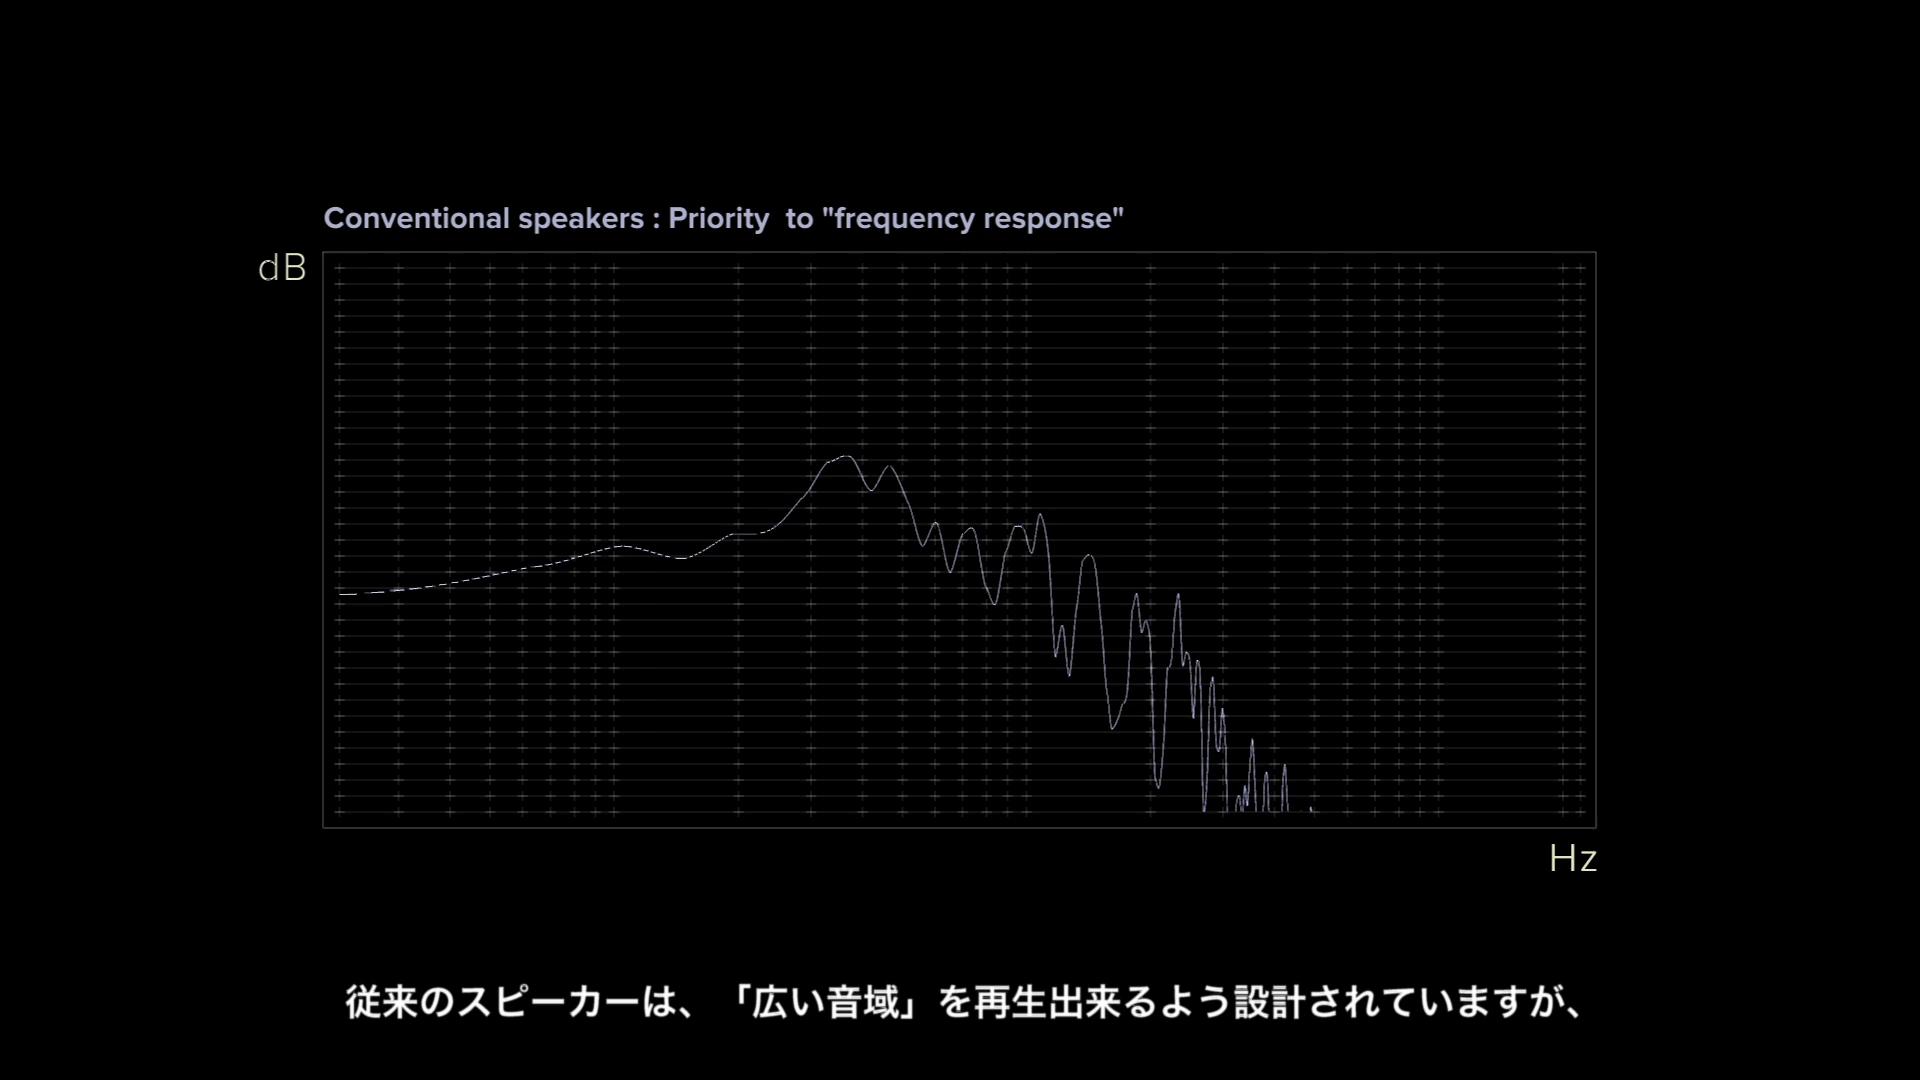 Conventional speakers : Priority  to "frequency response"
dB
Hz
従来のスピーカーは、「広い音域」を再生出来るよう設計されていますが、